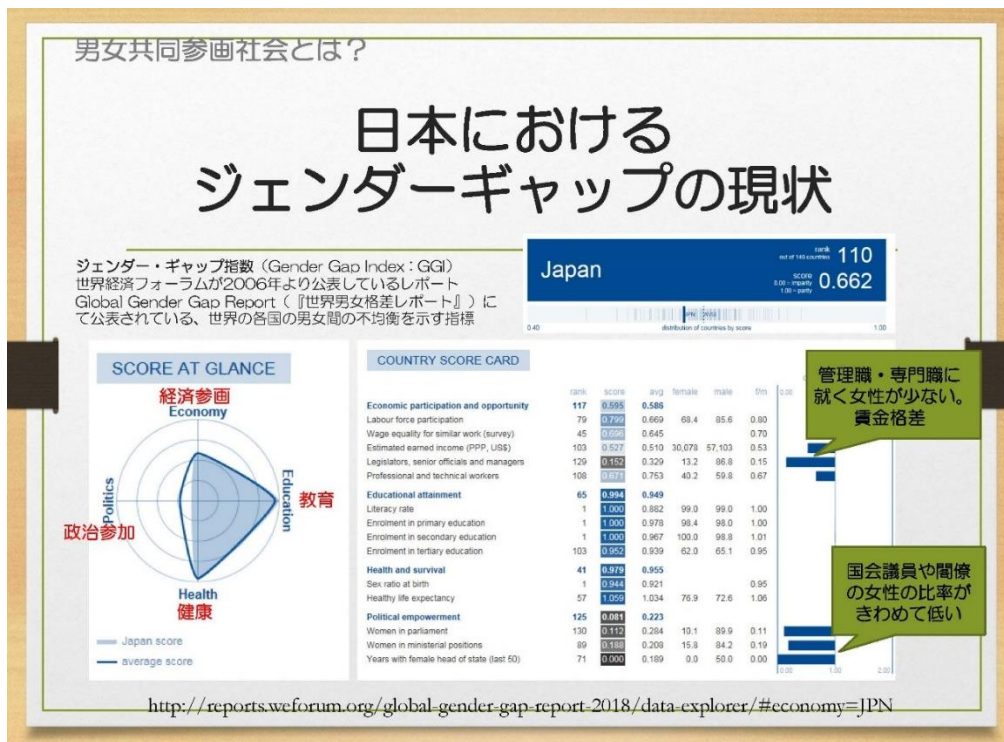 男女共同参画社会とは?
日本における
ジェンダーギャップの現状
ジェンダー・ギャップ指数(Gender Gap Index:GGI)
世界経済フォーラムが2006年より公表しているレポート
Global Gender Gap Report(『世界男女格差レポート』)に
て公表されている、世界の各国の男女間の不均衡を示す指標
Japan
rank 110
out of 149 countries
score 0.662
0.00 = imparity
1.00 = parity
JPN
0.40 distribution of countries by score 1.00
SCORE AT GLANCE
経済参画
Economy
Education
教育
Politics
政治参加
Health
健康
Japan score
average score
COUNTRY SCORE CARD
rank score avg female male f/m
0.00
Economic participation and opportunity 117 0.595 0.586
Labour force participation 79 0.799 0.669 68.4 85.6 0.80
Wage equality for similar work (survey) 45 0.696 0.645 0.70
Estimated earned income (PPP, US$) 103 0.527 0.510 30,078 57,103 0.53
Legislators, senior officials and managers 129 0.152 0.329 13.2 86.8 0.15
Professional and technical workers 108 0.671 0.753 40.2 59.8 0.67
Educational attainment 65 0.994 0.949
Literacy rate 1 1.000 0.882 99.0 99.0 1.00
Enrolment in primary education 1 1.000 0.978 98.4 98.0 1.00
Enrolment in secondary education 1 1.000 0.967 100.0 98.8 1.01
Enrolment in tertiary education 103 0.952 0.939 62.0 65.1 0.95
Health and survival 41 0.979 0.955
Sex ratio at birth 1 0.944 0.921 0.95
Healthy life expectancy 57 1.059 1.034 76.9 72.6 1.06
Political empowerment 125 0.081 0.223
Women in parliament 130 0.112 0.284 10.1 89.9 0.11
Women in ministerial positions 89 0.188 0.208 15.8 84.2 0.19
Years with female head of state (last 50) 71 0.000 0.189 0.0 50.0 0.00
0.00 1.00 2.00
管理職・専門職に
就く女性が少ない。
賃金格差
国会議員や閣僚
の女性の比率が
きわめて低い
http://reports.weforum.org/global-gender-gap-report-2018/data-explorer/#economy=JPN